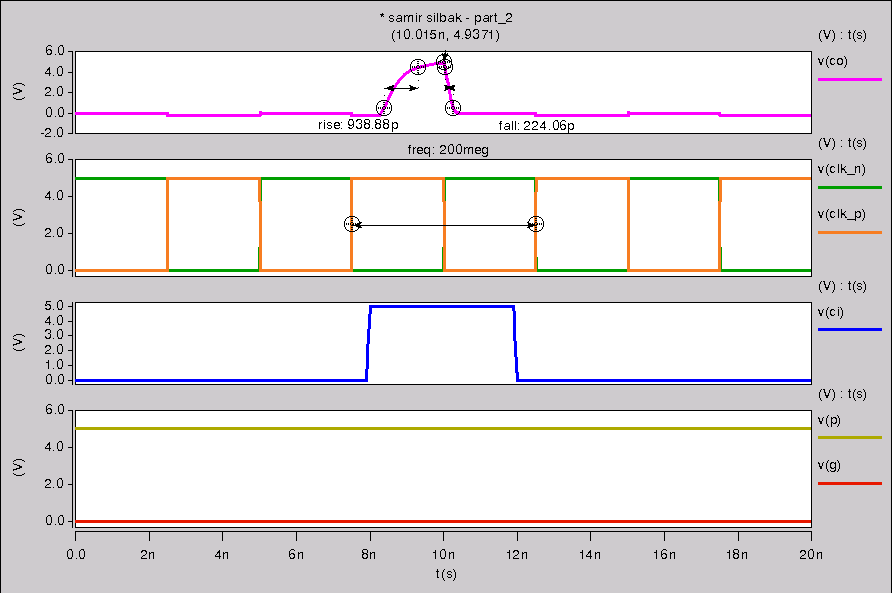 * samir silbak - part_2
(10.015n, 4.9371)
(V) : t(s)
v(co)
(V)
6.0
4.0
2.0
0.0
-2.0
rise: 938.88p
fall: 224.06p
freq: 200meg
(V) : t(s)
v(clk_n)
v(clk_p)
(V)
6.0
4.0
2.0
0.0
(V) : t(s)
v(ci)
(V)
5.0
4.0
3.0
2.0
1.0
0.0
(V) : t(s)
v(p)
v(g)
(V)
6.0
4.0
2.0
0.0
0.0 2n 4n 6n 8n 10n 12n 14n 16n 18n 20n
t(s)